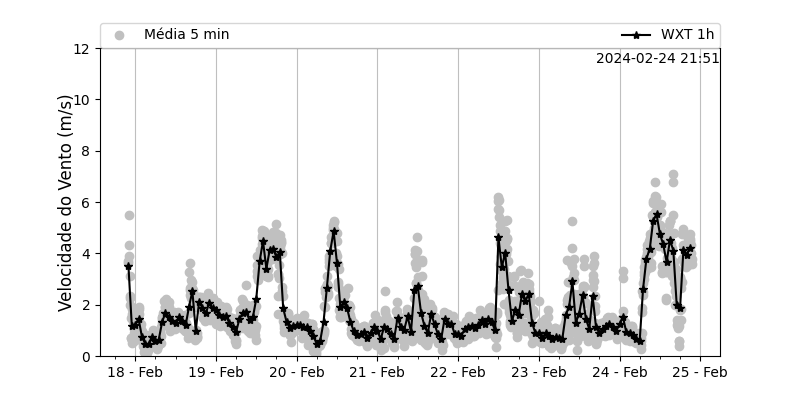 Média 5 min
WXT 1h
2024-02-24 21:51
Velocidade do Vento (m/s)
12
10
8
6
4
2
0
18 - Feb
19 - Feb
20 - Feb
21 - Feb
22 - Feb
23 - Feb
24 - Feb
25 - Feb